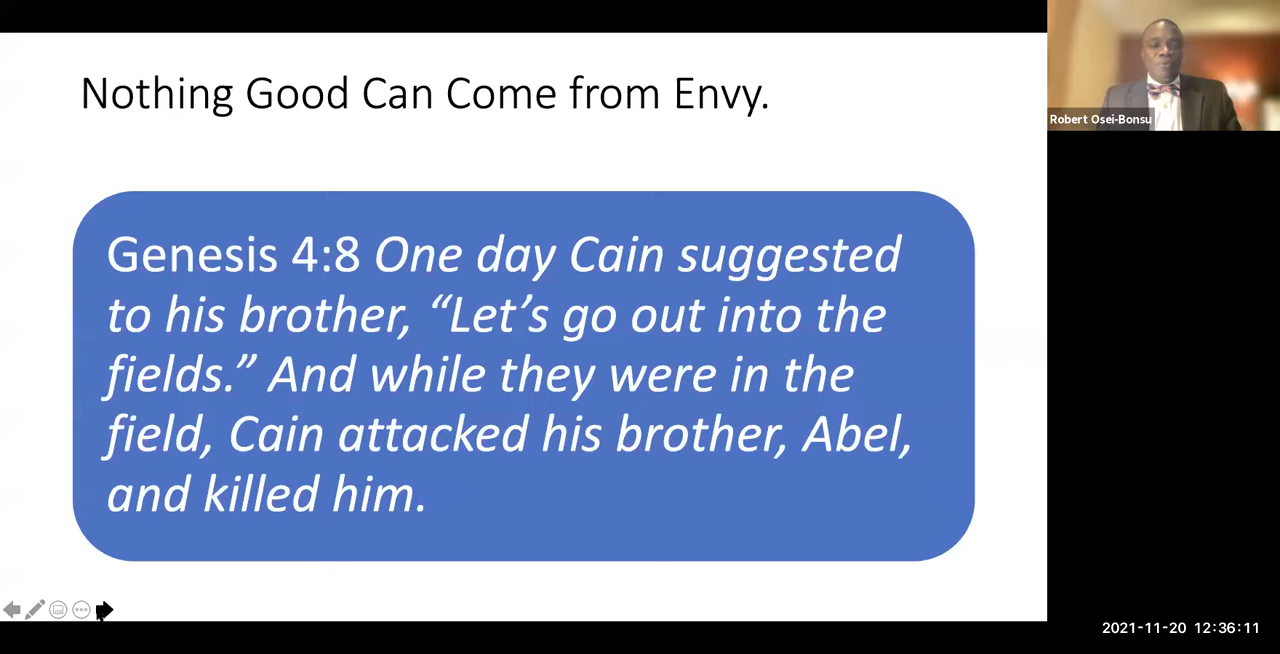 Nothing Good Can Come from Envy.
Robert Osei-Bonsu
Genesis 4:8 One day Cain suggested
to his brother, “Let’s go out into the
fields.” And while they were in the
field, Cain attacked his brother, Abel,
and killed him.
2021-11-20 12:36:11